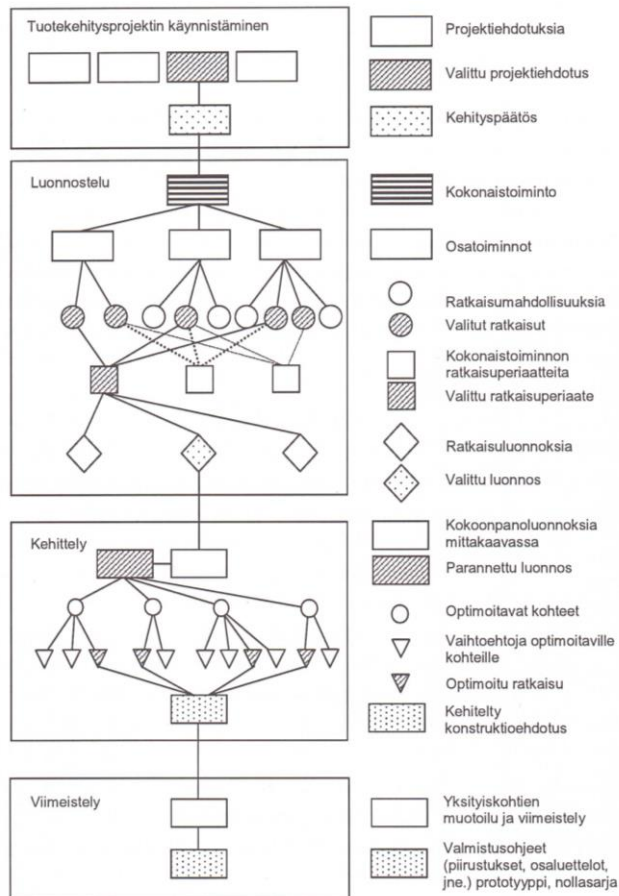 Tuotekehitysprojektin käynnistäminen
Projektiehdotuksia
Valittu projektiehdotus
Kehityspäätös
Luonnostelu
Kokonaistoiminto
Osatoiminnot
Ratkaisumahdollisuuksia
Valitut ratkaisut
Kokonaistoiminnon
ratkaisuperiaatteita
Valittu ratkaisuperiaate
Ratkaisuluonnoksia
Valittu luonnos
Kehittely
Kokoonpanoluonnoksia
mittakaavassa
Parannettu luonnos
Optimoitavat kohteet
Vaihtoehtoja optimoitaville
kohteille
Optimoitu ratkaisu
Kehitelty
konstruktioehdotus
Viimeistely
Yksityiskohtien
muotoilu ja viimeistely
Valmistusohjeet
(piirustukset, osaluettelot,
jne.) prototyyppi, nollasarja